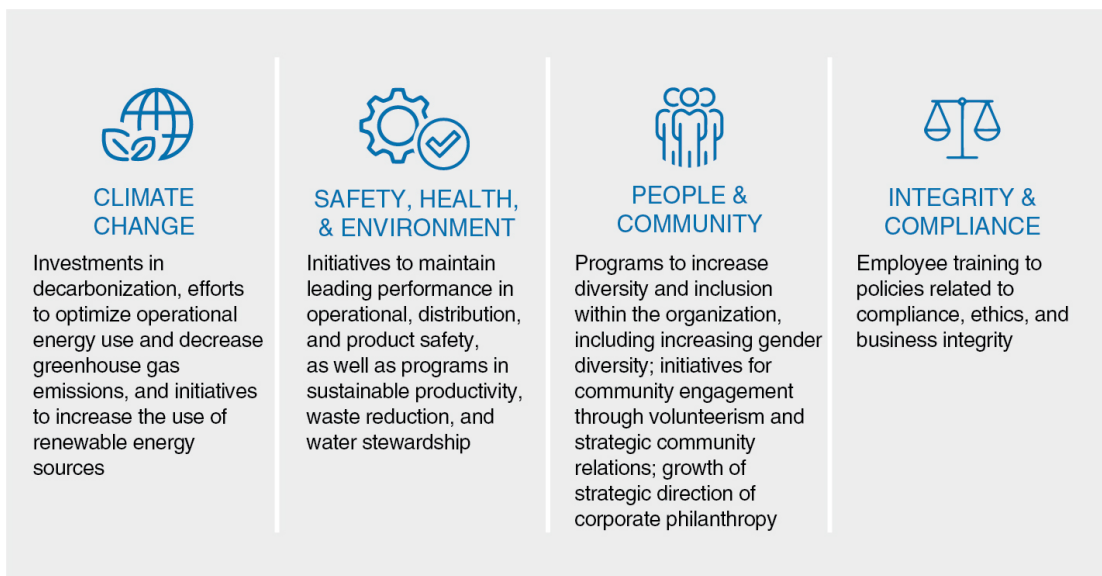 CLIMATE
CHANGE
Investments in
decarbonization, efforts
to optimize operational
energy use and decrease
greenhouse gas
emissions, and initiatives
to increase the use of
renewable energy
sources
SAFETY, HEALTH,
& ENVIRONMENT
Initiatives to maintain
leading performance in
operational, distribution,
and product safety,
as well as programs in
sustainable productivity,
waste reduction, and
water stewardship
PEOPLE &
COMMUNITY
Programs to increase
diversity and inclusion
within the organization,
including increasing gender
diversity; initiatives for
community engagement
through volunteerism and
strategic community
relations; growth of
strategic direction of
corporate philanthropy
INTEGRITY &
COMPLIANCE
Employee training to
policies related to
compliance, ethics, and
business integrity